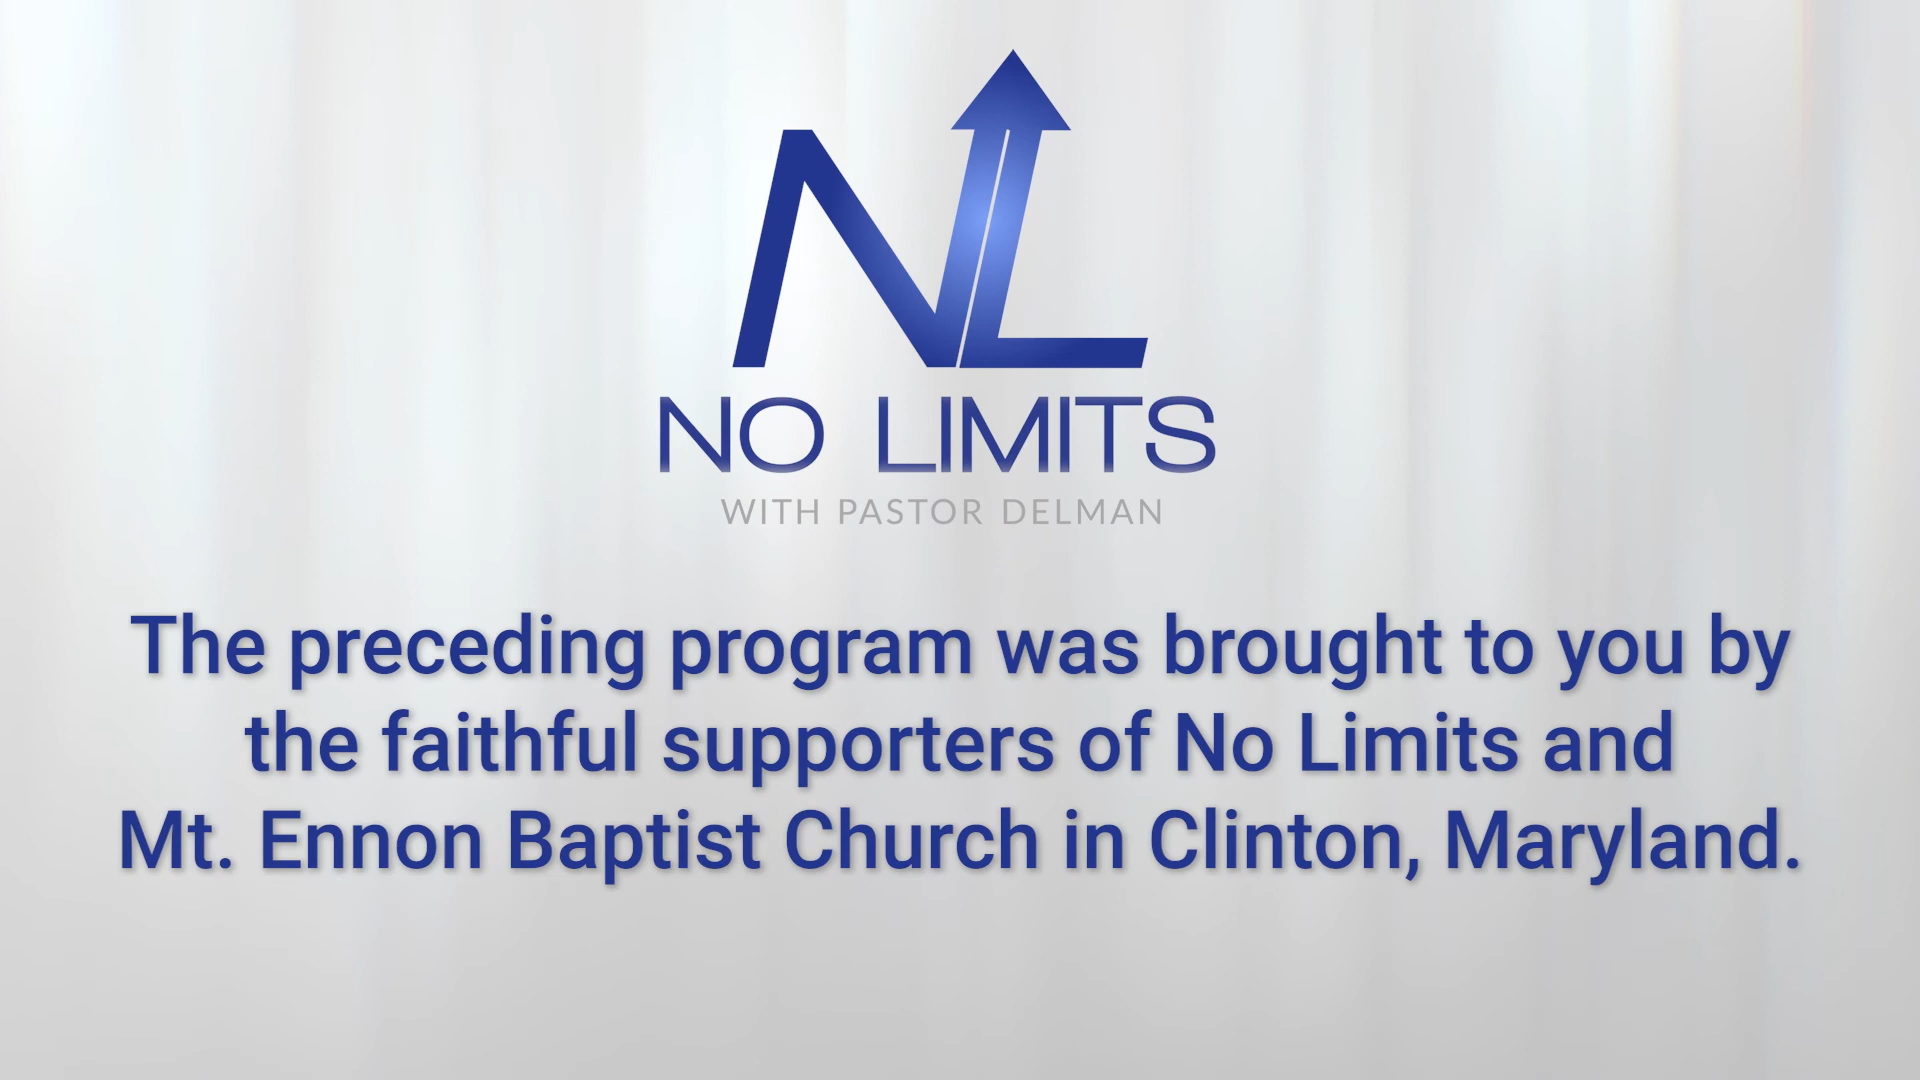 NL
NO LIMITS
WITH PASTOR DELMAN
The preceding program was brought to you by
the faithful supporters of No Limits and
Mt. Ennon Baptist Church in Clinton, Maryland.